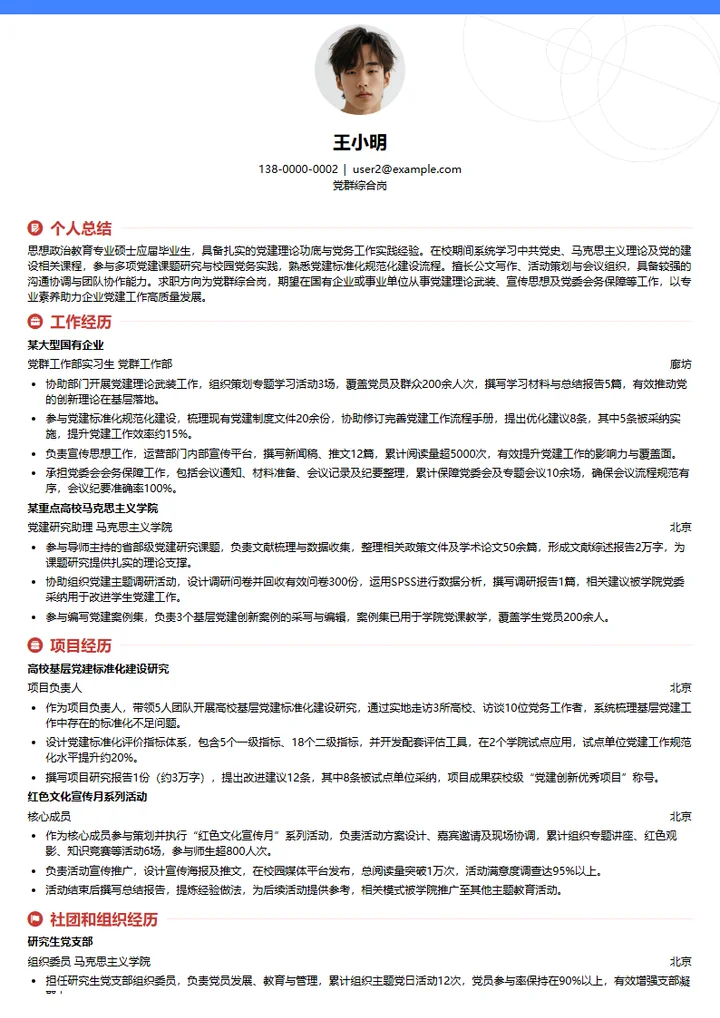 王小明
138-0000-0002 | user2@example.com
党群综合岗
个人总结
思想政治教育专业硕士应届毕业生，具备扎实的党建理论功底与党务工作实践经验。在校期间系统学习中共党史、马克思主义理论及党的建
设相关课程，参与多项党建课题研究与校园党务实践，熟悉党建标准化规范化建设流程。擅长公文写作、活动策划与会议组织，具备较强的
沟通协调与团队协作能力。求职方向为党群综合岗，期望在国有企业或事业单位从事党建理论武装、宣传思想及党委会务保障等工作，以专
业素养助力企业党建工作高质量发展。
工作经历
某大型国有企业
党群工作部实习生 党群工作部 廊坊
• 协助部门开展党建理论武装工作，组织策划专题学习活动3场，覆盖党员及群众200余人次，撰写学习材料与总结报告5篇，有效推动党
的创新理论在基层落地。
• 参与党建标准化规范化建设，梳理现有党建制度文件20余份，协助修订完善党建工作流程手册，提出优化建议8条，其中5条被采纳实
施，提升党建工作效率约15%。
• 负责宣传思想工作，运营部门内部宣传平台，撰写新闻稿、推文12篇，累计阅读量超5000次，有效提升党建工作的影响力与覆盖面。
• 承担党委会会务保障工作，包括会议通知、材料准备、会议记录及纪要整理，累计保障党委会及专题会议10余场，确保会议流程规范有
序，会议纪要准确率100%。
某重点高校马克思主义学院
党建研究助理 马克思主义学院 北京
• 参与导师主持的省部级党建研究课题，负责文献梳理与数据收集，整理相关政策文件及学术论文50余篇，形成文献综述报告2万字，为
课题研究提供扎实的理论支撑。
• 协助组织党建主题调研活动，设计调研问卷并回收有效问卷300份，运用SPSS进行数据分析，撰写调研报告1篇，相关建议被学院党委
采纳用于改进学生党建工作。
• 参与编写党建案例集，负责3个基层党建创新案例的采写与编辑，案例集已用于学院党课教学，覆盖学生党员200余人。
项目经历
高校基层党建标准化建设研究
项目负责人 北京
• 作为项目负责人，带领5人团队开展高校基层党建标准化建设研究，通过实地走访3所高校、访谈10位党务工作者，系统梳理基层党建工
作中存在的标准化不足问题。
• 设计党建标准化评价指标体系，包含5个一级指标、18个二级指标，并开发配套评估工具，在2个学院试点应用，试点单位党建工作规范
化水平提升约20%。
• 撰写项目研究报告1份（约3万字），提出改进建议12条，其中8条被试点单位采纳，项目成果获校级“党建创新优秀项目”称号。
红色文化宣传月系列活动
核心成员 北京
• 作为核心成员参与策划并执行“红色文化宣传月”系列活动，负责活动方案设计、嘉宾邀请及现场协调，累计组织专题讲座、红色观
影、知识竞赛等活动6场，参与师生超800人次。
• 负责活动宣传推广，设计宣传海报及推文，在校园媒体平台发布，总阅读量突破1万次，活动满意度调查达95%以上。
• 活动结束后撰写总结报告，提炼经验做法，为后续活动提供参考，相关模式被学院推广至其他主题教育活动。
社团和组织经历
研究生党支部
组织委员 马克思主义学院 北京
• 担任研究生党支部组织委员，负责党员发展、教育与管理，累计组织主题党日活动12次，党员参与率保持在90%以上，有效增强支部凝